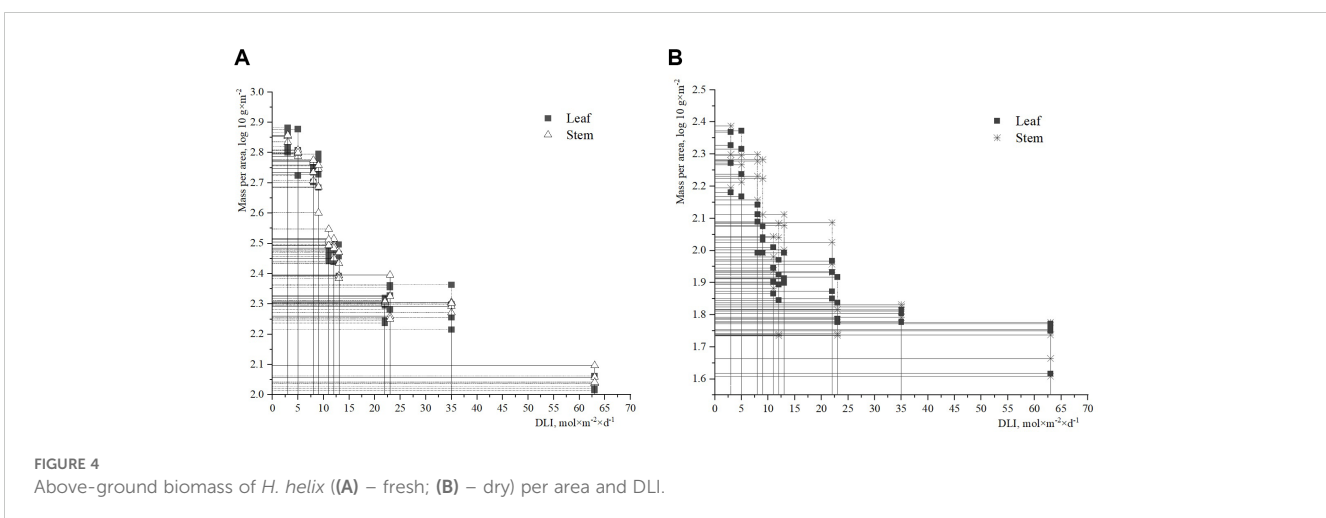 A
Mass per area, log 10 g×m-2
3.0
2.9
2.8
2.7
2.6
2.5
2.4
2.3
2.2
2.1
2.0
0 5 10 15 20 25 30 35 40 45 50 55 60 65 70
DLI, mol×m-2×d-1
Leaf
Stem
B
Mass per area, log 10 g×m-2
2.5
2.4
2.3
2.2
2.1
2.0
1.9
1.8
1.7
1.6
0 5 10 15 20 25 30 35 40 45 50 55 60 65 70
DLI, mol×m-2×d-1
Leaf
Stem
FIGURE 4
Above-ground biomass of H. helix ((A) – fresh; (B) – dry) per area and DLI.